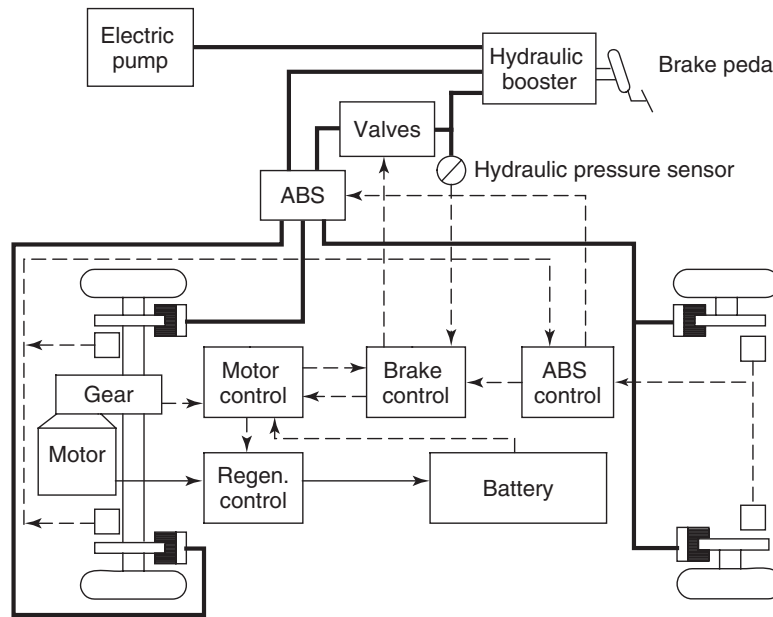 Electric
pump
Hydraulic
booster
Brake peda
Valves
Hydraulic pressure sensor
ABS
Motor
control
Brake
control
ABS
control
Gear
Motor
Regen.
control
Battery